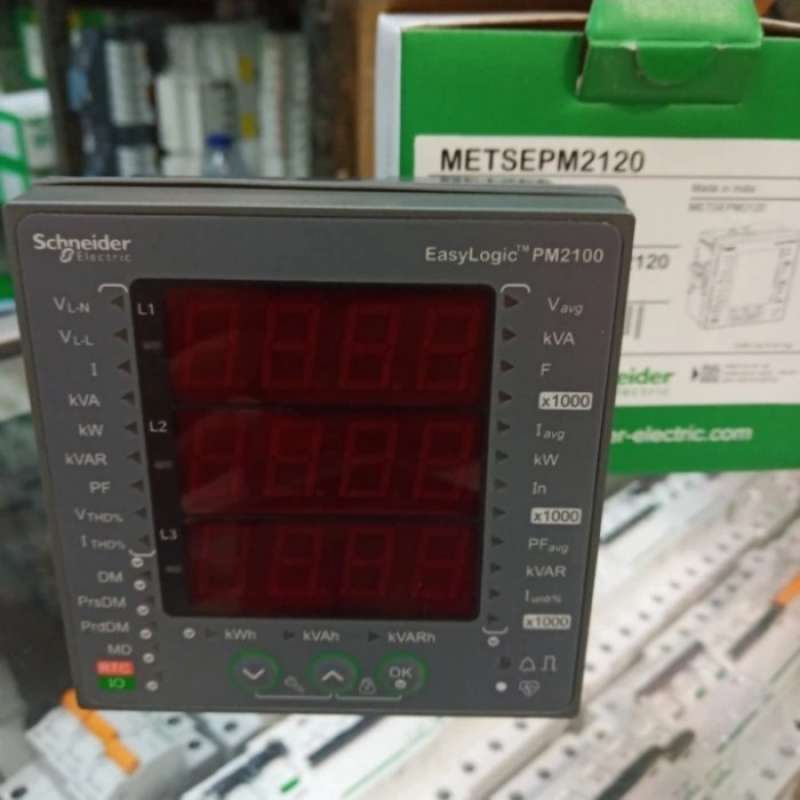 METSEPM2120
Made in India
METSEPM2120
2120
eider
r-electric.com
Schneider
Electric
EasyLogic™ PM2100
VL-N
VL-L
I
kVA
kW
kVAR
PF
VTHD%
ITHD%
DM
PrsDM
PrdDM
MD
RTC
IO
L1
L2
L3
Vavg
kVA
F
x1000
Iavg
kW
In
x1000
PFavg
kVAR
Iunb%
x1000
kWh kVAh kVARh
OK